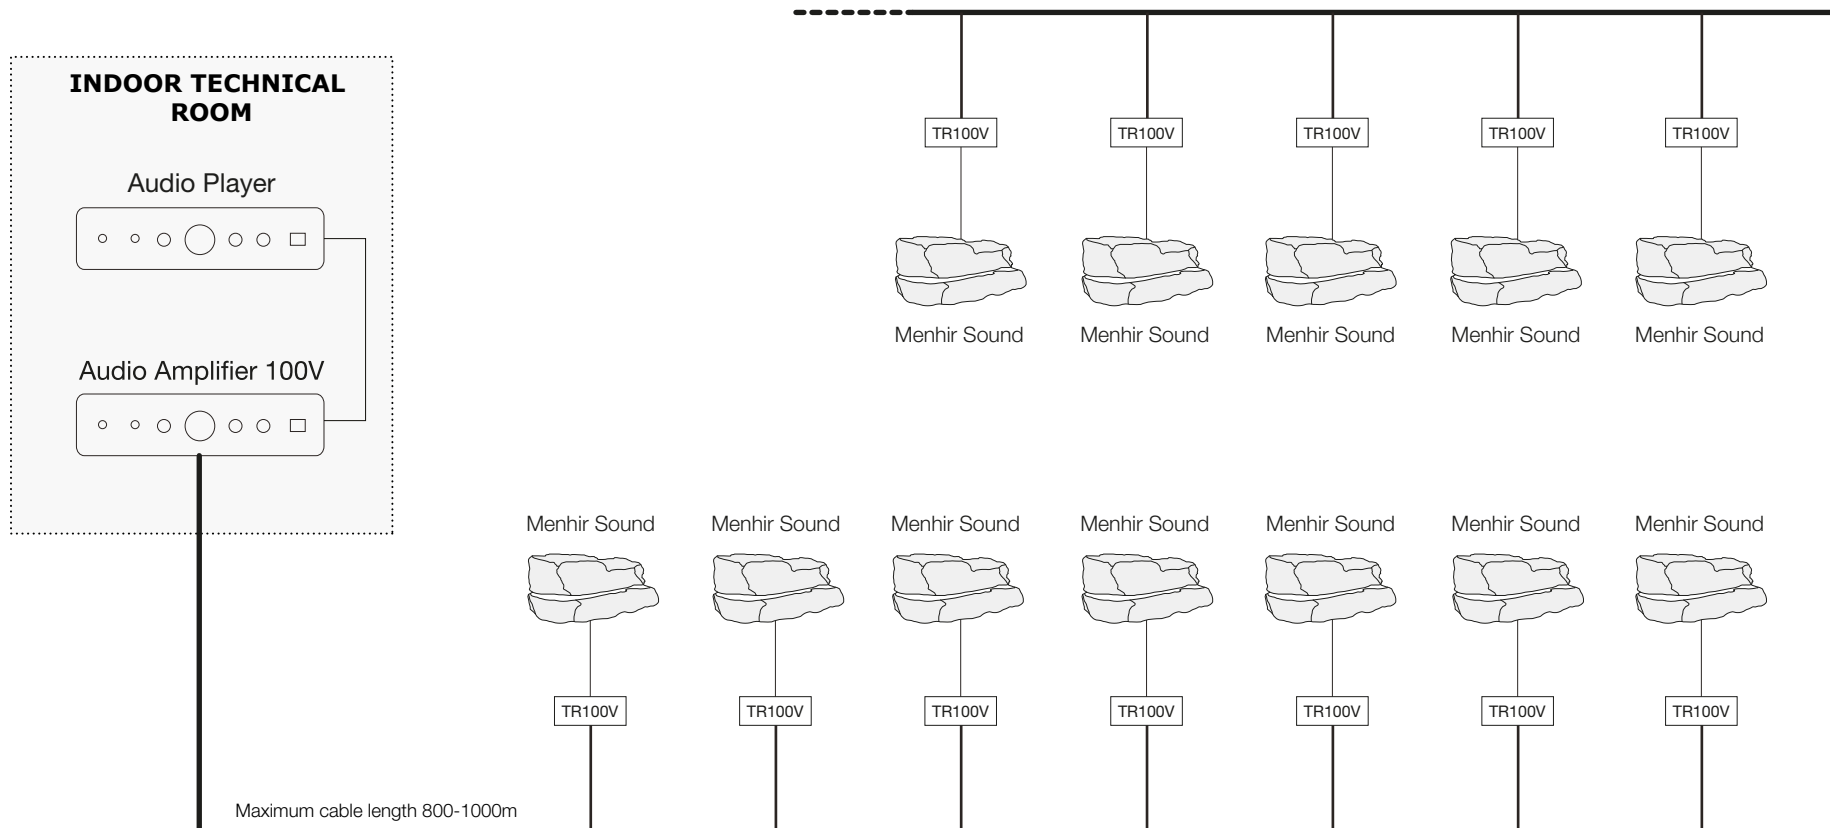 INDOOR TECHNICAL
ROOM
Audio Player
Audio Amplifier 100V
TR100V TR100V TR100V TR100V TR100V
Menhir Sound Menhir Sound Menhir Sound Menhir Sound Menhir Sound
Menhir Sound Menhir Sound Menhir Sound Menhir Sound Menhir Sound Menhir Sound Menhir Sound
TR100V TR100V TR100V TR100V TR100V TR100V TR100V
Maximum cable length 800-1000m